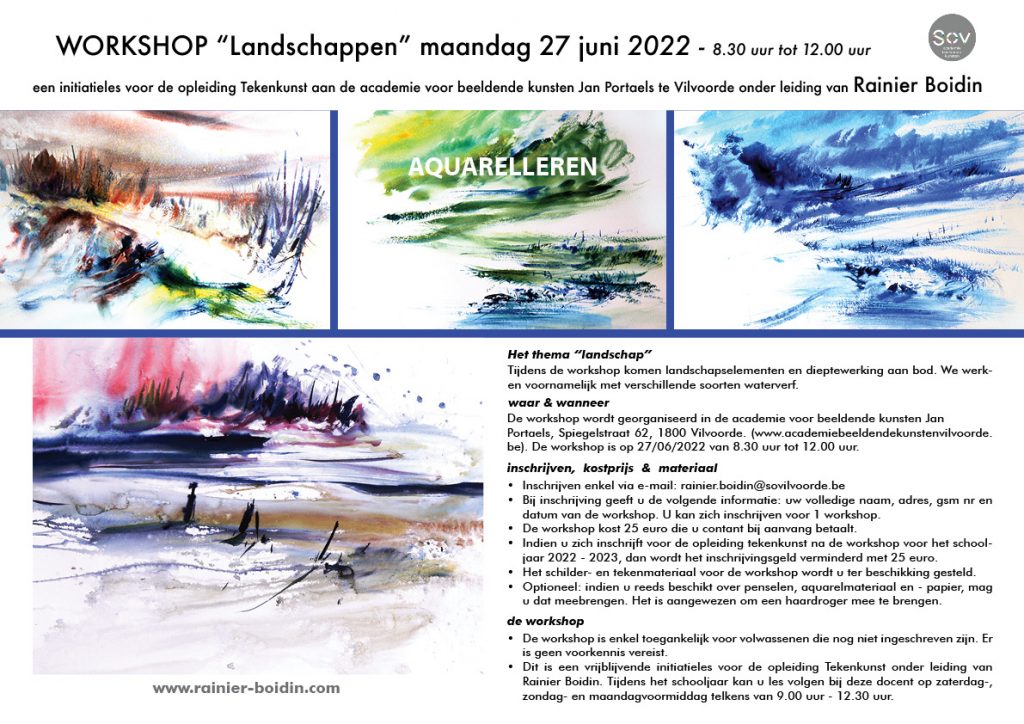 WORKSHOP “Landschappen” maandag 27 juni 2022 - 8.30 uur tot 12.00 uur
SOV
academie
beeldende
kunsten
een initiatieles voor de opleiding Tekenkunst aan de academie voor beeldende kunsten Jan Portaels te Vilvoorde onder leiding van Rainier Boidin
AQUARELLEREN
Het thema “landschap”
Tijdens de workshop komen landschapselementen en dieptewerking aan bod. We werk-
en voornamelijk met verschillende soorten waterverf.
waar & wanneer
De workshop wordt georganiseerd in de academie voor beeldende kunsten Jan
Portaels, Spiegelstraat 62, 1800 Vilvoorde. (www.academiebeeldendekunstenvilvoorde.
be). De workshop is op 27/06/2022 van 8.30 uur tot 12.00 uur.
inschrijven, kostprijs & materiaal
• Inschrijven enkel via e-mail: rainier.boidin@sovilvoorde.be
• Bij inschrijving geeft u de volgende informatie: uw volledige naam, adres, gsm nr en
datum van de workshop. U kan zich inschrijven voor 1 workshop.
• De workshop kost 25 euro die u contant bij aanvang betaalt.
• Indien u zich inschrijft voor de opleiding tekenkunst na de workshop voor het school-
jaar 2022 - 2023, dan wordt het inschrijvingsgeld verminderd met 25 euro.
• Het schilder- en tekenmateriaal voor de workshop wordt u ter beschikking gesteld.
• Optioneel: indien u reeds beschikt over penselen, aquarelmateriaal en - papier, mag
u dat meebrengen. Het is aangewezen om een haardroger mee te brengen.
de workshop
• De workshop is enkel toegankelijk voor volwassenen die nog niet ingeschreven zijn. Er
is geen voorkennis vereist.
• Dit is een vrijblijvende initiatieles voor de opleiding Tekenkunst onder leiding van
Rainier Boidin. Tijdens het schooljaar kan u les volgen bij deze docent op zaterdag-,
zondag- en maandagvoormiddag telkens van 9.00 uur - 12.30 uur.
www.rainier-boidin.com